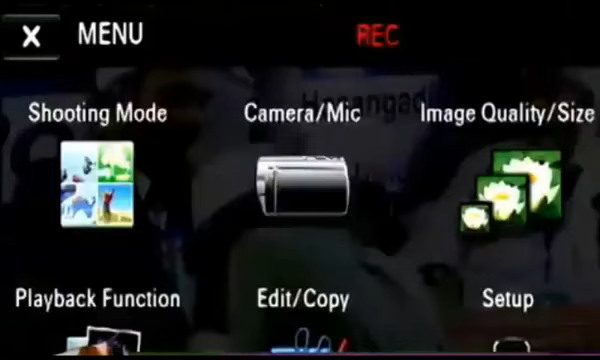 X MENU REC
Shooting Mode Camera/Mic Image Quality/Size
Playback Function Edit/Copy Setup